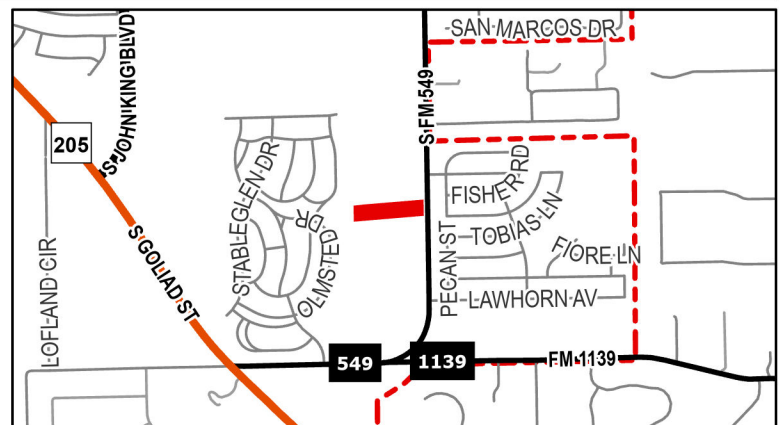 SAN MARCOS DR
S JOHN KING BLVD
S FM 549
205
FISHER RD
STABLEGLEN DR
TOBIAS LN
OLMSTED DR
S GOLIAD ST
PECAN ST
FIORE LN
LOFLAND CIR
LAWHORN AV
549
1139
FM 1139